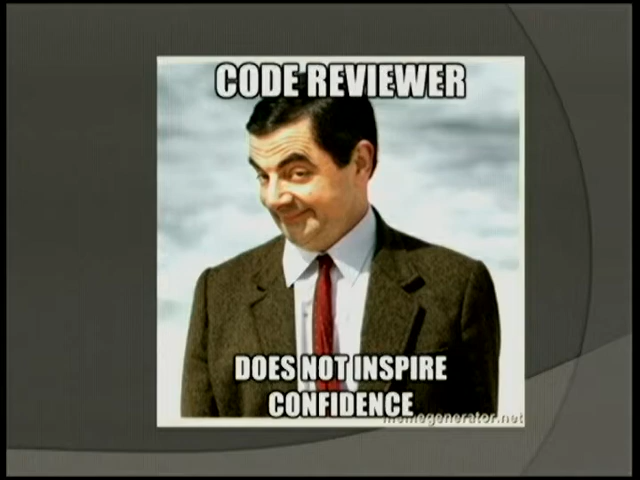 CODE REVIEWER
DOES NOT INSPIRE
CONFIDENCE
memegenerator.net